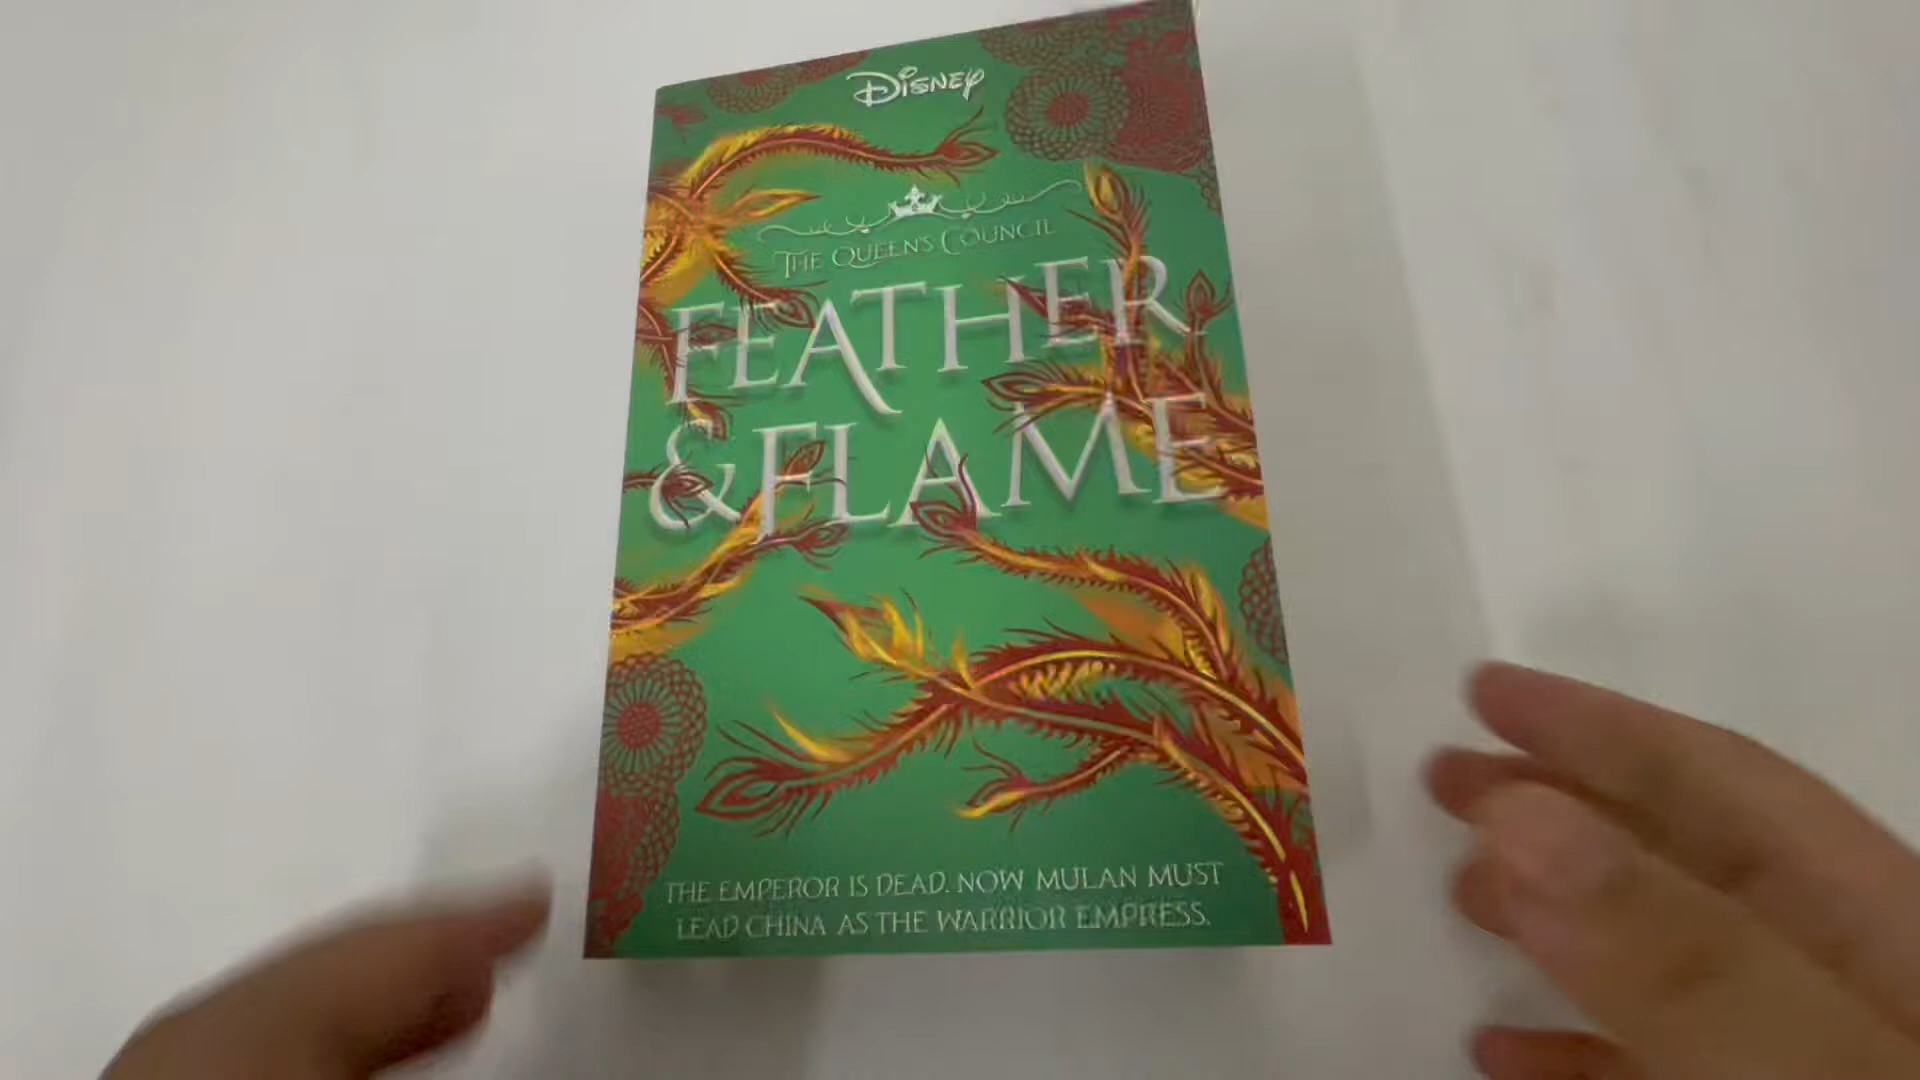 DISNEY
THE QUEEN'S COUNCIL
FEATHER
& FLAME
THE EMPEROR IS DEAD. NOW MULAN MUST
LEAD CHINA AS THE WARRIOR EMPRESS.